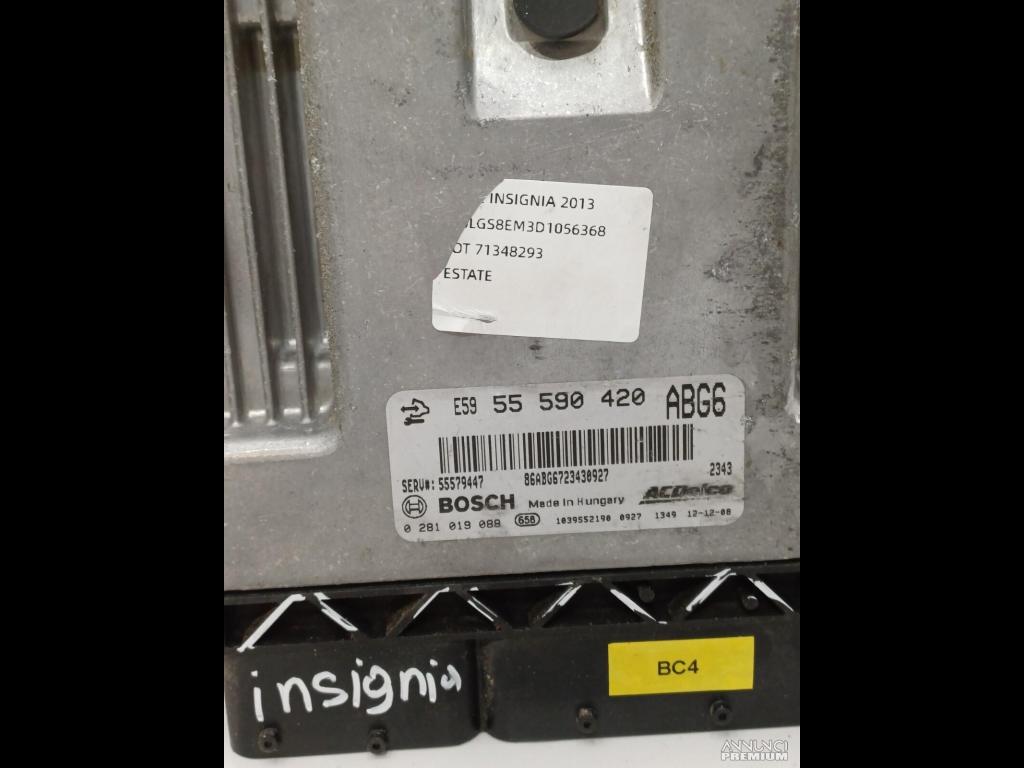 INSIGNIA 2013
LGS8EM3D1056368
OT 71348293
ESTATE
E59 55 590 420 ABG6
SERV#: 55579447 86ABG6723430927 2343
BOSCH Made in Hungary ACDelco
0 281 019 088 658 1039S52190 0927 1349 12-12-08
insignia
BC4
ANNUNCI
PREMIUM